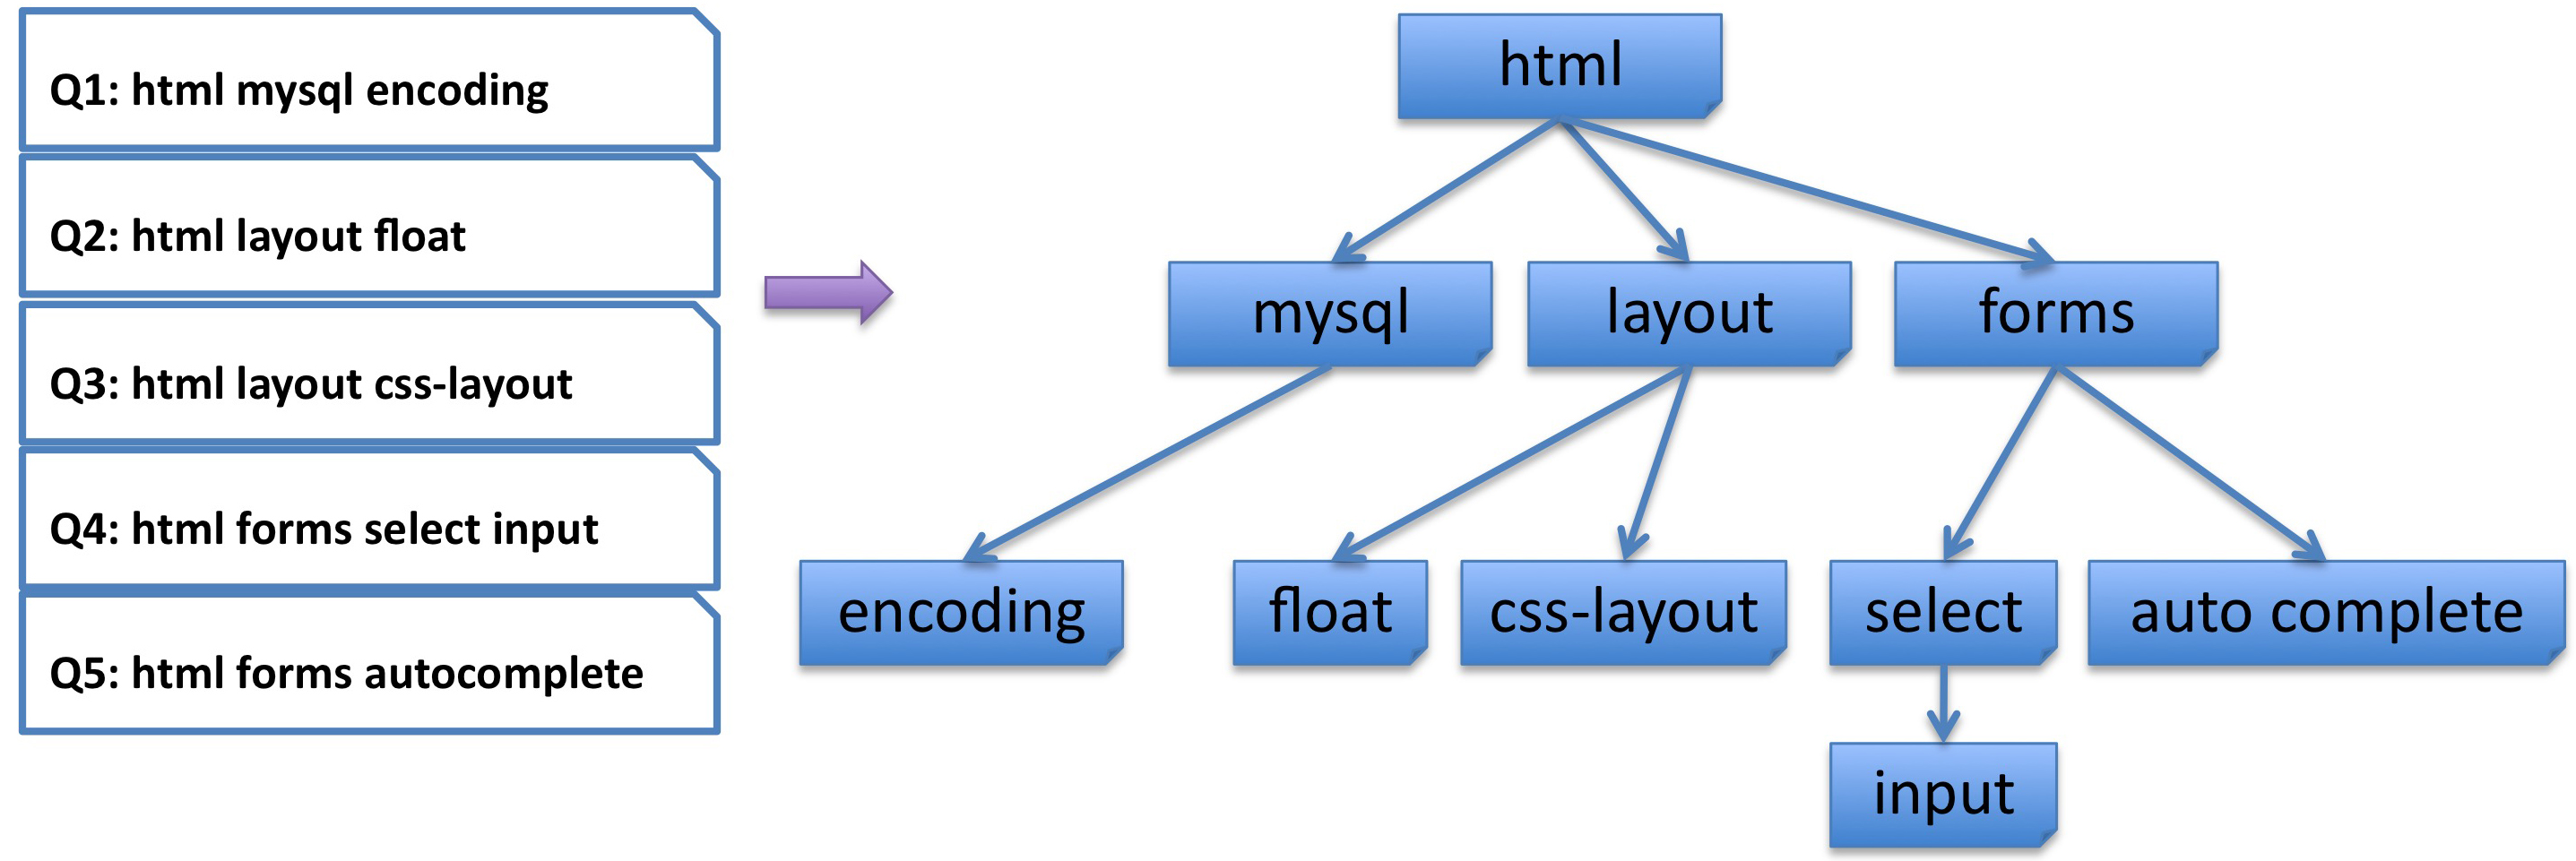 Q1: html mysql encoding
Q2: html layout float
Q3: html layout css-layout
Q4: html forms select input
Q5: html forms autocomplete
html
mysql
layout
forms
encoding
float
css-layout
select
auto complete
input